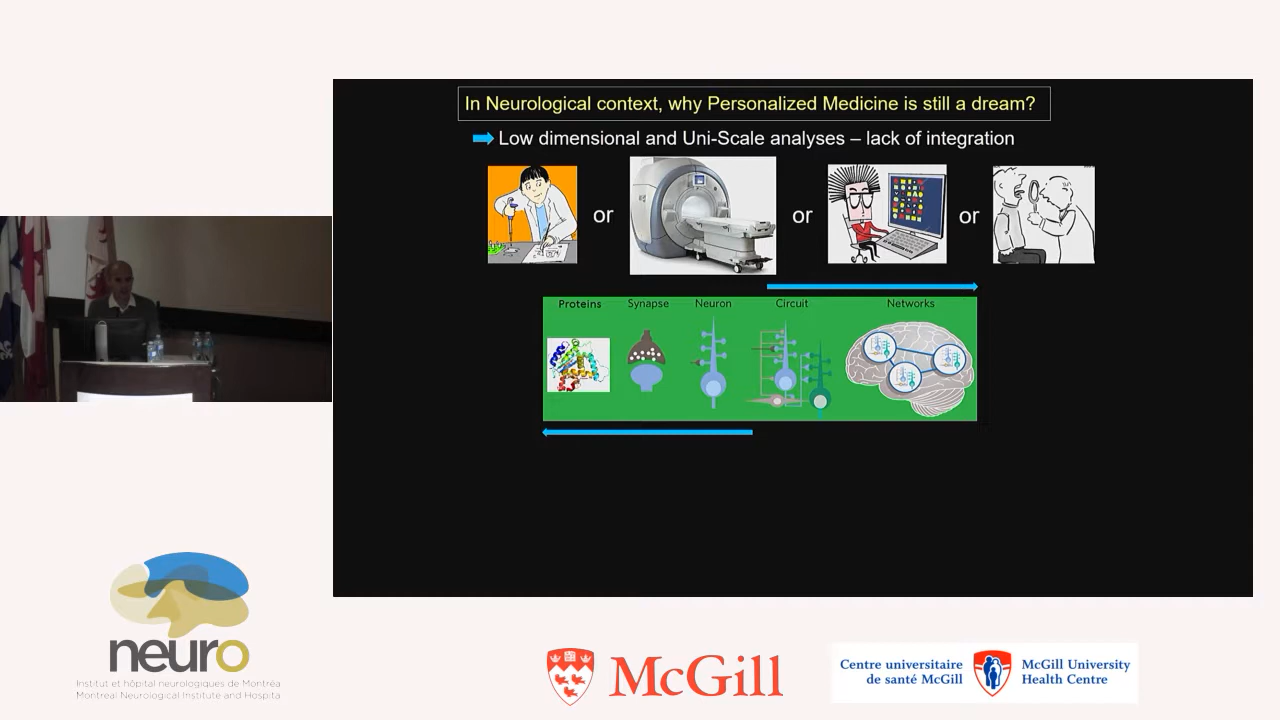 In Neurological context, why Personalized Medicine is still a dream?
Low dimensional and Uni-Scale analyses – lack of integration
or
or
or
Proteins
Synapse
Neuron
Circuit
Networks
neuro
Institut et hôpital neurologiques de Montréa
Montreal Neurological Institute and Hospita
McGill
Centre universitaire
de santé McGill
McGill University
Health Centre